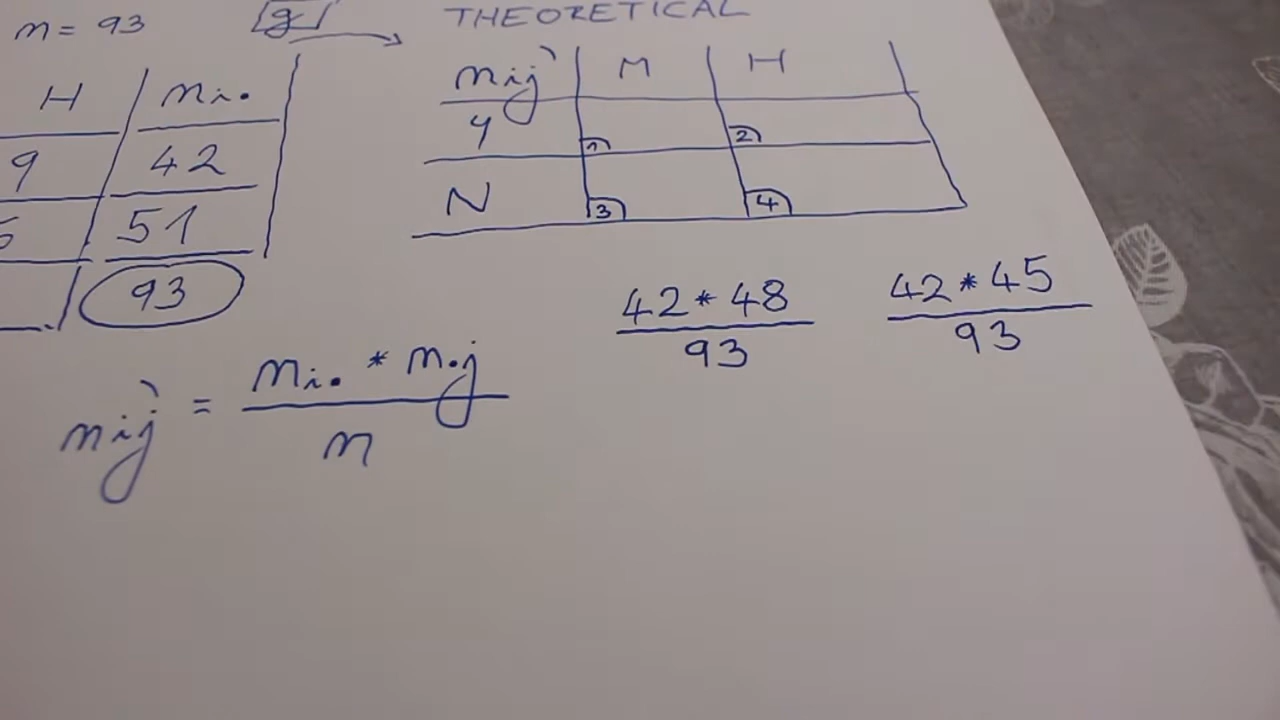 n = 93
g
THEORETICAL
H ni.
9 42
51
93
nij` M H
Y 1 2
N 3 4
42 * 48
93
42 * 45
93
nij` = ni. * n.j
n